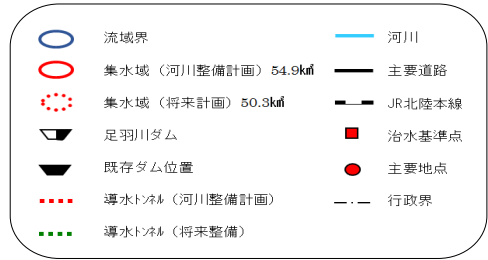 流域界
集水域（河川整備計画）54.9㎢
集水域（将来計画）50.3㎢
足羽川ダム
既存ダム位置
導水ﾄﾝﾈﾙ（河川整備計画）
導水ﾄﾝﾈﾙ（将来整備）
河川
主要道路
JR北陸本線
治水基準点
主要地点
行政界